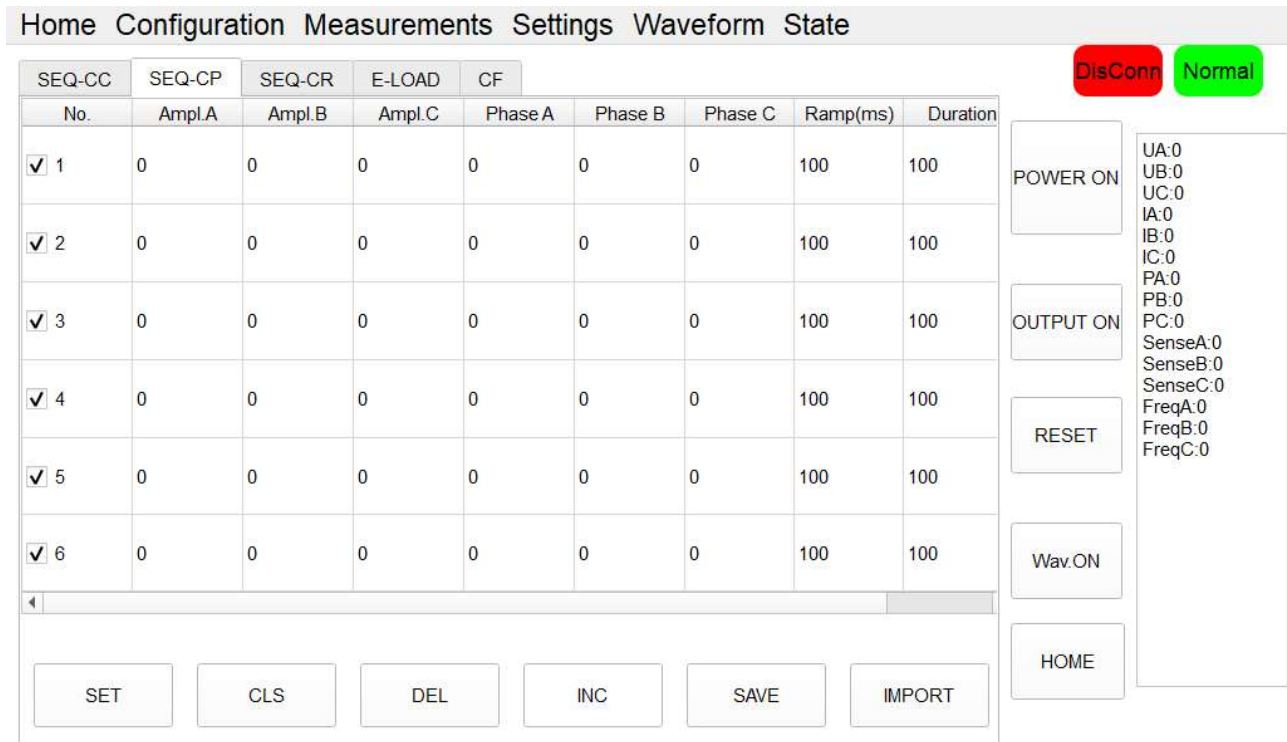 Home Configuration Measurements Settings Waveform State
DisConn Normal
SEQ-CC SEQ-CP SEQ-CR E-LOAD CF
No. Ampl.A Ampl.B Ampl.C Phase A Phase B Phase C Ramp(ms) Duration
1 0 0 0 0 0 0 100 100
2 0 0 0 0 0 0 100 100
3 0 0 0 0 0 0 100 100
4 0 0 0 0 0 0 100 100
5 0 0 0 0 0 0 100 100
6 0 0 0 0 0 0 100 100
SET CLS DEL INC SAVE IMPORT
POWER ON
OUTPUT ON
RESET
Wav.ON
HOME
UA:0
UB:0
UC:0
IA:0
IB:0
IC:0
PA:0
PB:0
PC:0
SenseA:0
SenseB:0
SenseC:0
FreqA:0
FreqB:0
FreqC:0